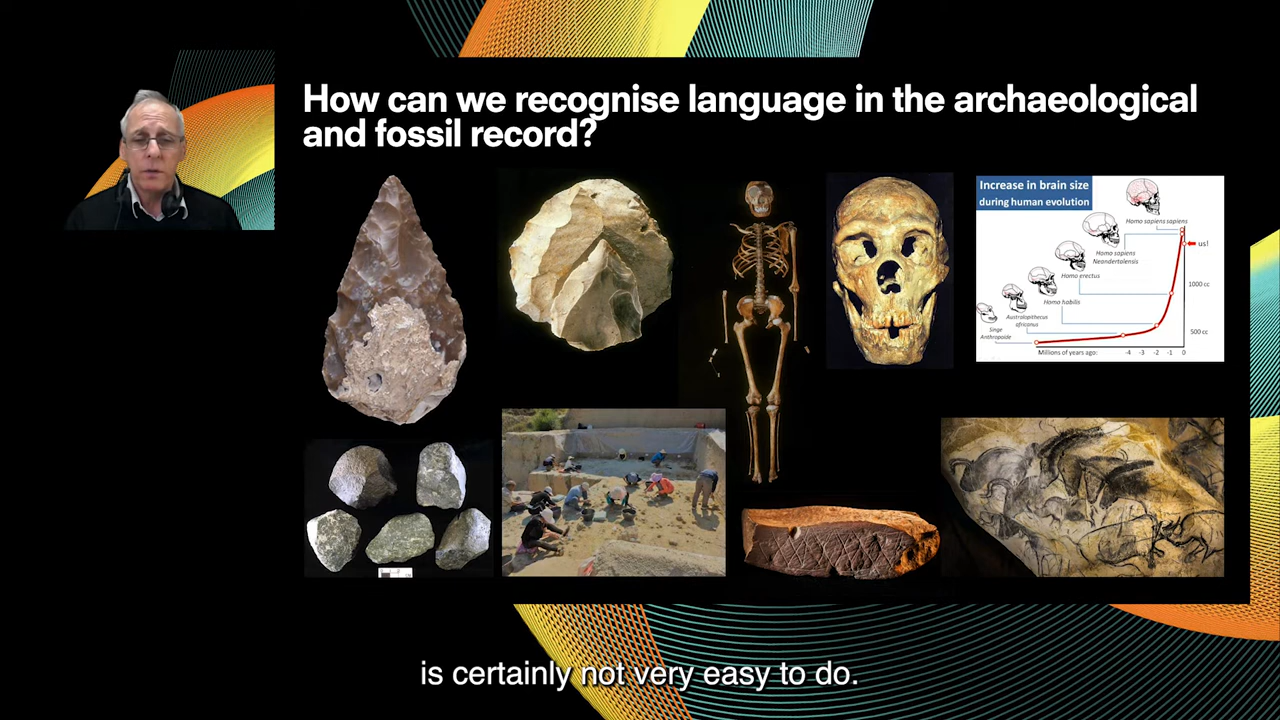 How can we recognise language in the archaeological
and fossil record?
Increase in brain size
during human evolution
Homo sapiens sapiens
us!
Homo sapiens
Neandertalensis
Homo erectus
1000 cc
Homo habilis
Australopithecus
africanus
Singe
Anthropoïde
500 cc
Millions of years ago:
-4 -3 -2 -1 0
is certainly not very easy to do.